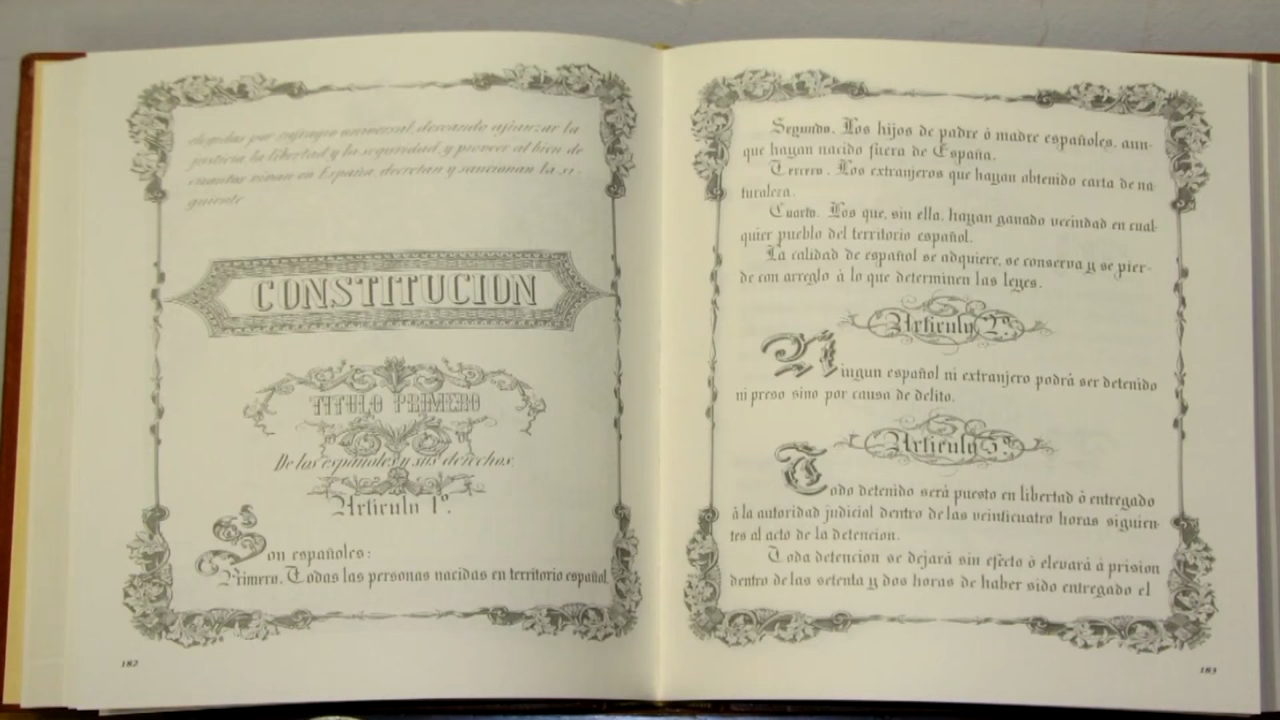 elegidas por sufragio universal, deseando afianzar la
justicia, la libertad y la seguridad, y proveer al bien de
cuantos vivan en España, decretan y sancionan la si-
guiente
CONSTITUCION
TITULO PRIMERO
De los españoles y sus derechos.
Articulo 1º.
Son españoles:
Primero. Todas las personas nacidas en territorio español.
182
Segundo. Los hijos de padre ó madre españoles, aun-
que hayan nacido fuera de España.
Tercero. Los extranjeros que hayan obtenido carta de na
turaleza.
Cuarto. Los que, sin ella, hayan ganado vecindad en cual-
quier pueblo del territorio español.
La calidad de español se adquiere, se conserva y se pier-
de con arreglo á lo que determinen las leyes.
Articulo 2º.
Ningun español ni extranjero podrá ser detenido
ni preso sino por causa de delito.
Articulo 3º.
Todo detenido será puesto en libertad ó entregado
á la autoridad judicial dentro de las veinticuatro horas siguien-
tes al acto de la detencion.
Toda detencion se dejará sin efecto ó elevará á prision
dentro de las setenta y dos horas de haber sido entregado el
183